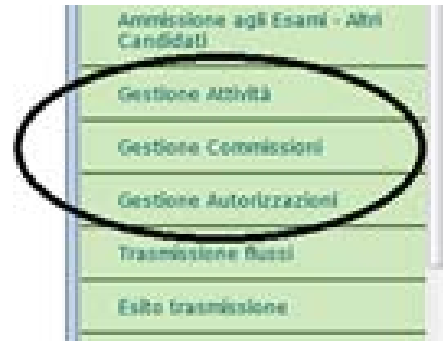 Ammissione agli Esami - Altri
Candidati
Gestione Attività
Gestione Commissioni
Gestione Autorizzazioni
Trasmissione flussi
Esito trasmissione